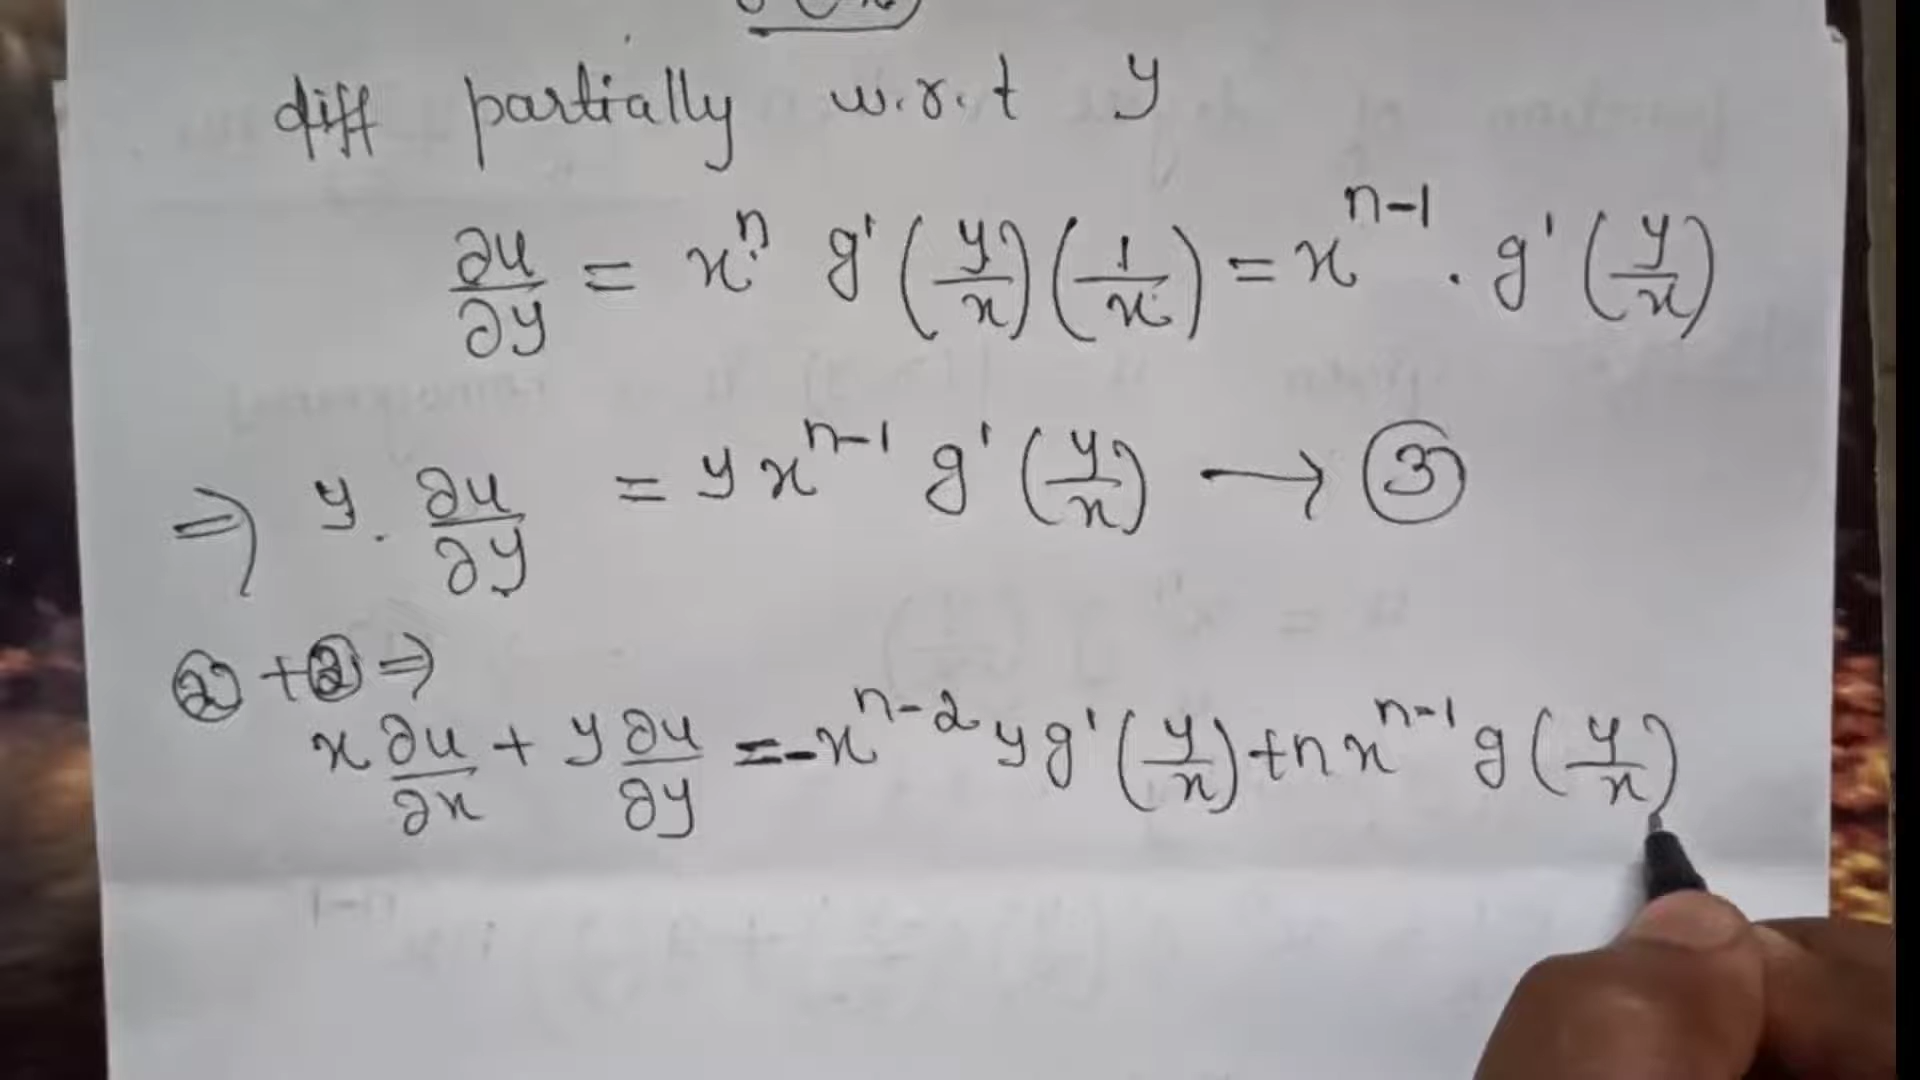 diff partially w.r.t y
∂u/∂y = x^n g'(y/x)(1/x) = x^(n-1) . g'(y/x)
⇒ y . ∂u/∂y = y x^(n-1) g'(y/x) → ③
② + ③ ⇒
x ∂u/∂x + y ∂u/∂y = -x^(n-2) y g'(y/x) + n x^(n-1) g(y/x)